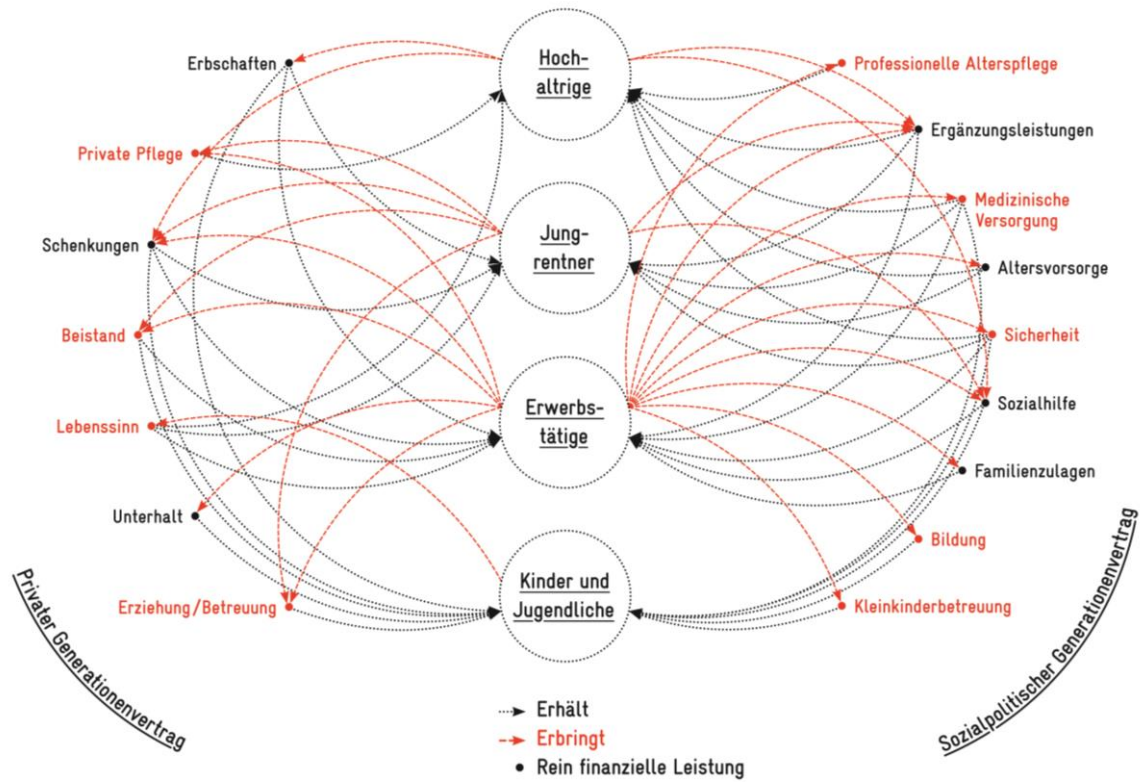 Hoch-
altrige
Jung-
rentner
Erwerbs-
tätige
Kinder und
Jugendliche
Erbschaften
Private Pflege
Schenkungen
Beistand
Lebenssinn
Unterhalt
Erziehung/Betreuung
Professionelle Alterspflege
Ergänzungsleistungen
Medizinische
Versorgung
Altersvorsorge
Sicherheit
Sozialhilfe
Familienzulagen
Bildung
Kleinkinderbetreuung
Privater Generationenvertrag
Sozialpolitischer Generationenvertrag
Erhält
Erbringt
Rein finanzielle Leistung